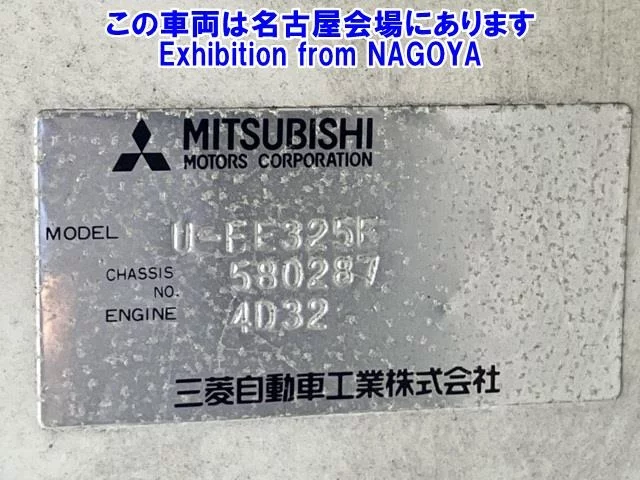 この車両は名古屋会場にあります
Exhibition from NAGOYA
MITSUBISHI
MOTORS CORPORATION
MODEL
CHASSIS NO. 580287
ENGINE 4D32
三菱自動車工業株式会社